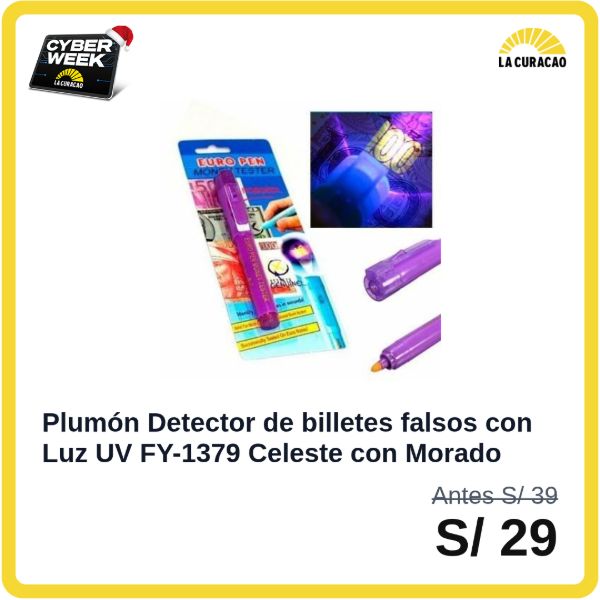 CYBER
WEEK
LA CURACAO
LA CURACAO
EURO PEN
MONEY TESTER
100
Plumón Detector de billetes falsos con
Luz UV FY-1379 Celeste con Morado
Antes S/ 39
S/ 29